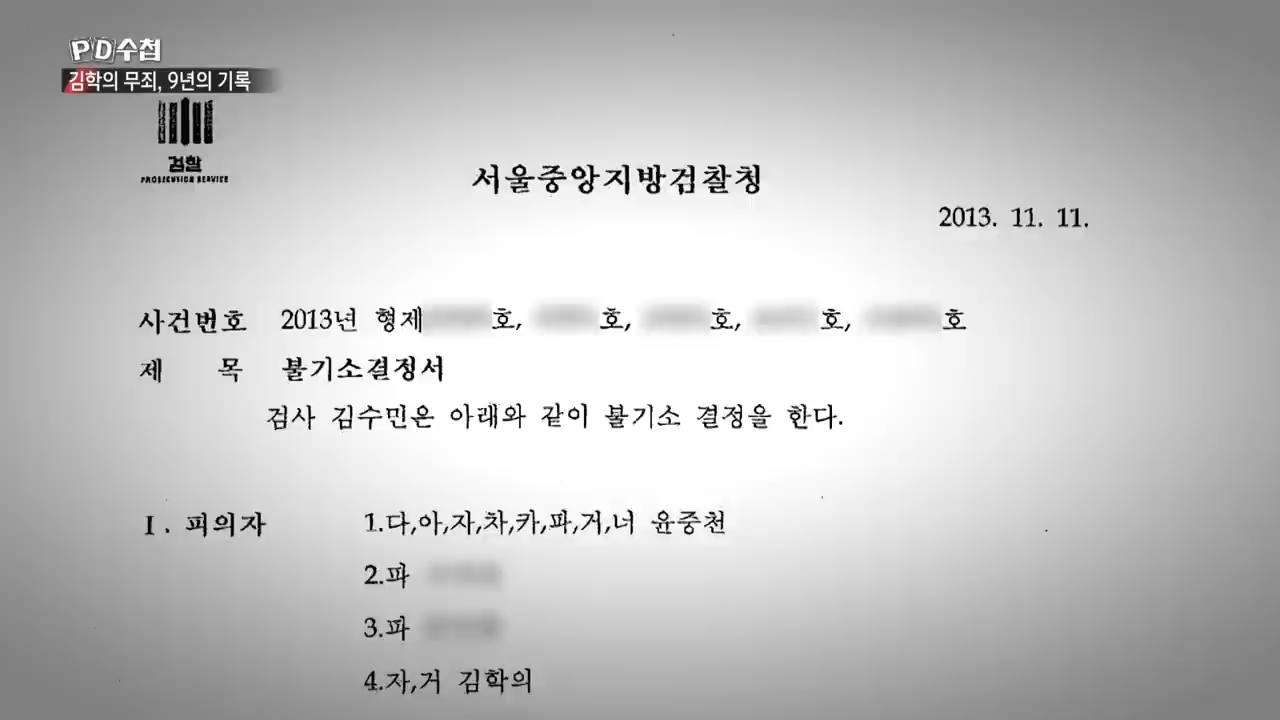 PD수첩
김학의 무죄, 9년의 기록
검찰
PROSECUTION SERVICE
서울중앙지방검찰청
2013. 11. 11.
사건번호 2013년 형제 호, 호, 호, 호, 호
제 목 불기소결정서
검사 김수민은 아래와 같이 불기소 결정을 한다.
I. 피의자 1.다,아,자,차,카,파,거,너 윤중천
2.파
3.파
4.자,거 김학의